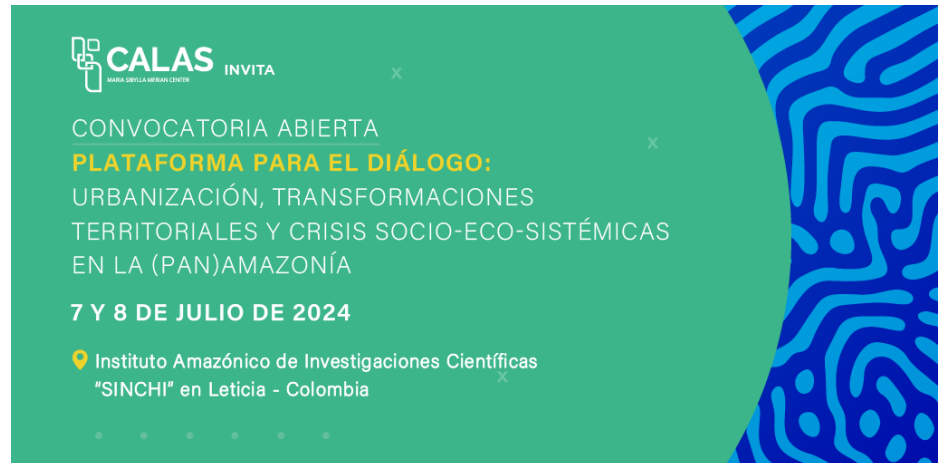 CALAS
MARIA SIBYLLA MERIAN CENTER
INVITA
CONVOCATORIA ABIERTA
PLATAFORMA PARA EL DIÁLOGO:
URBANIZACIÓN, TRANSFORMACIONES
TERRITORIALES Y CRISIS SOCIO-ECO-SISTÉMICAS
EN LA (PAN)AMAZONÍA
7 Y 8 DE JULIO DE 2024
Instituto Amazónico de Investigaciones Científicas
"SINCHI" en Leticia - Colombia